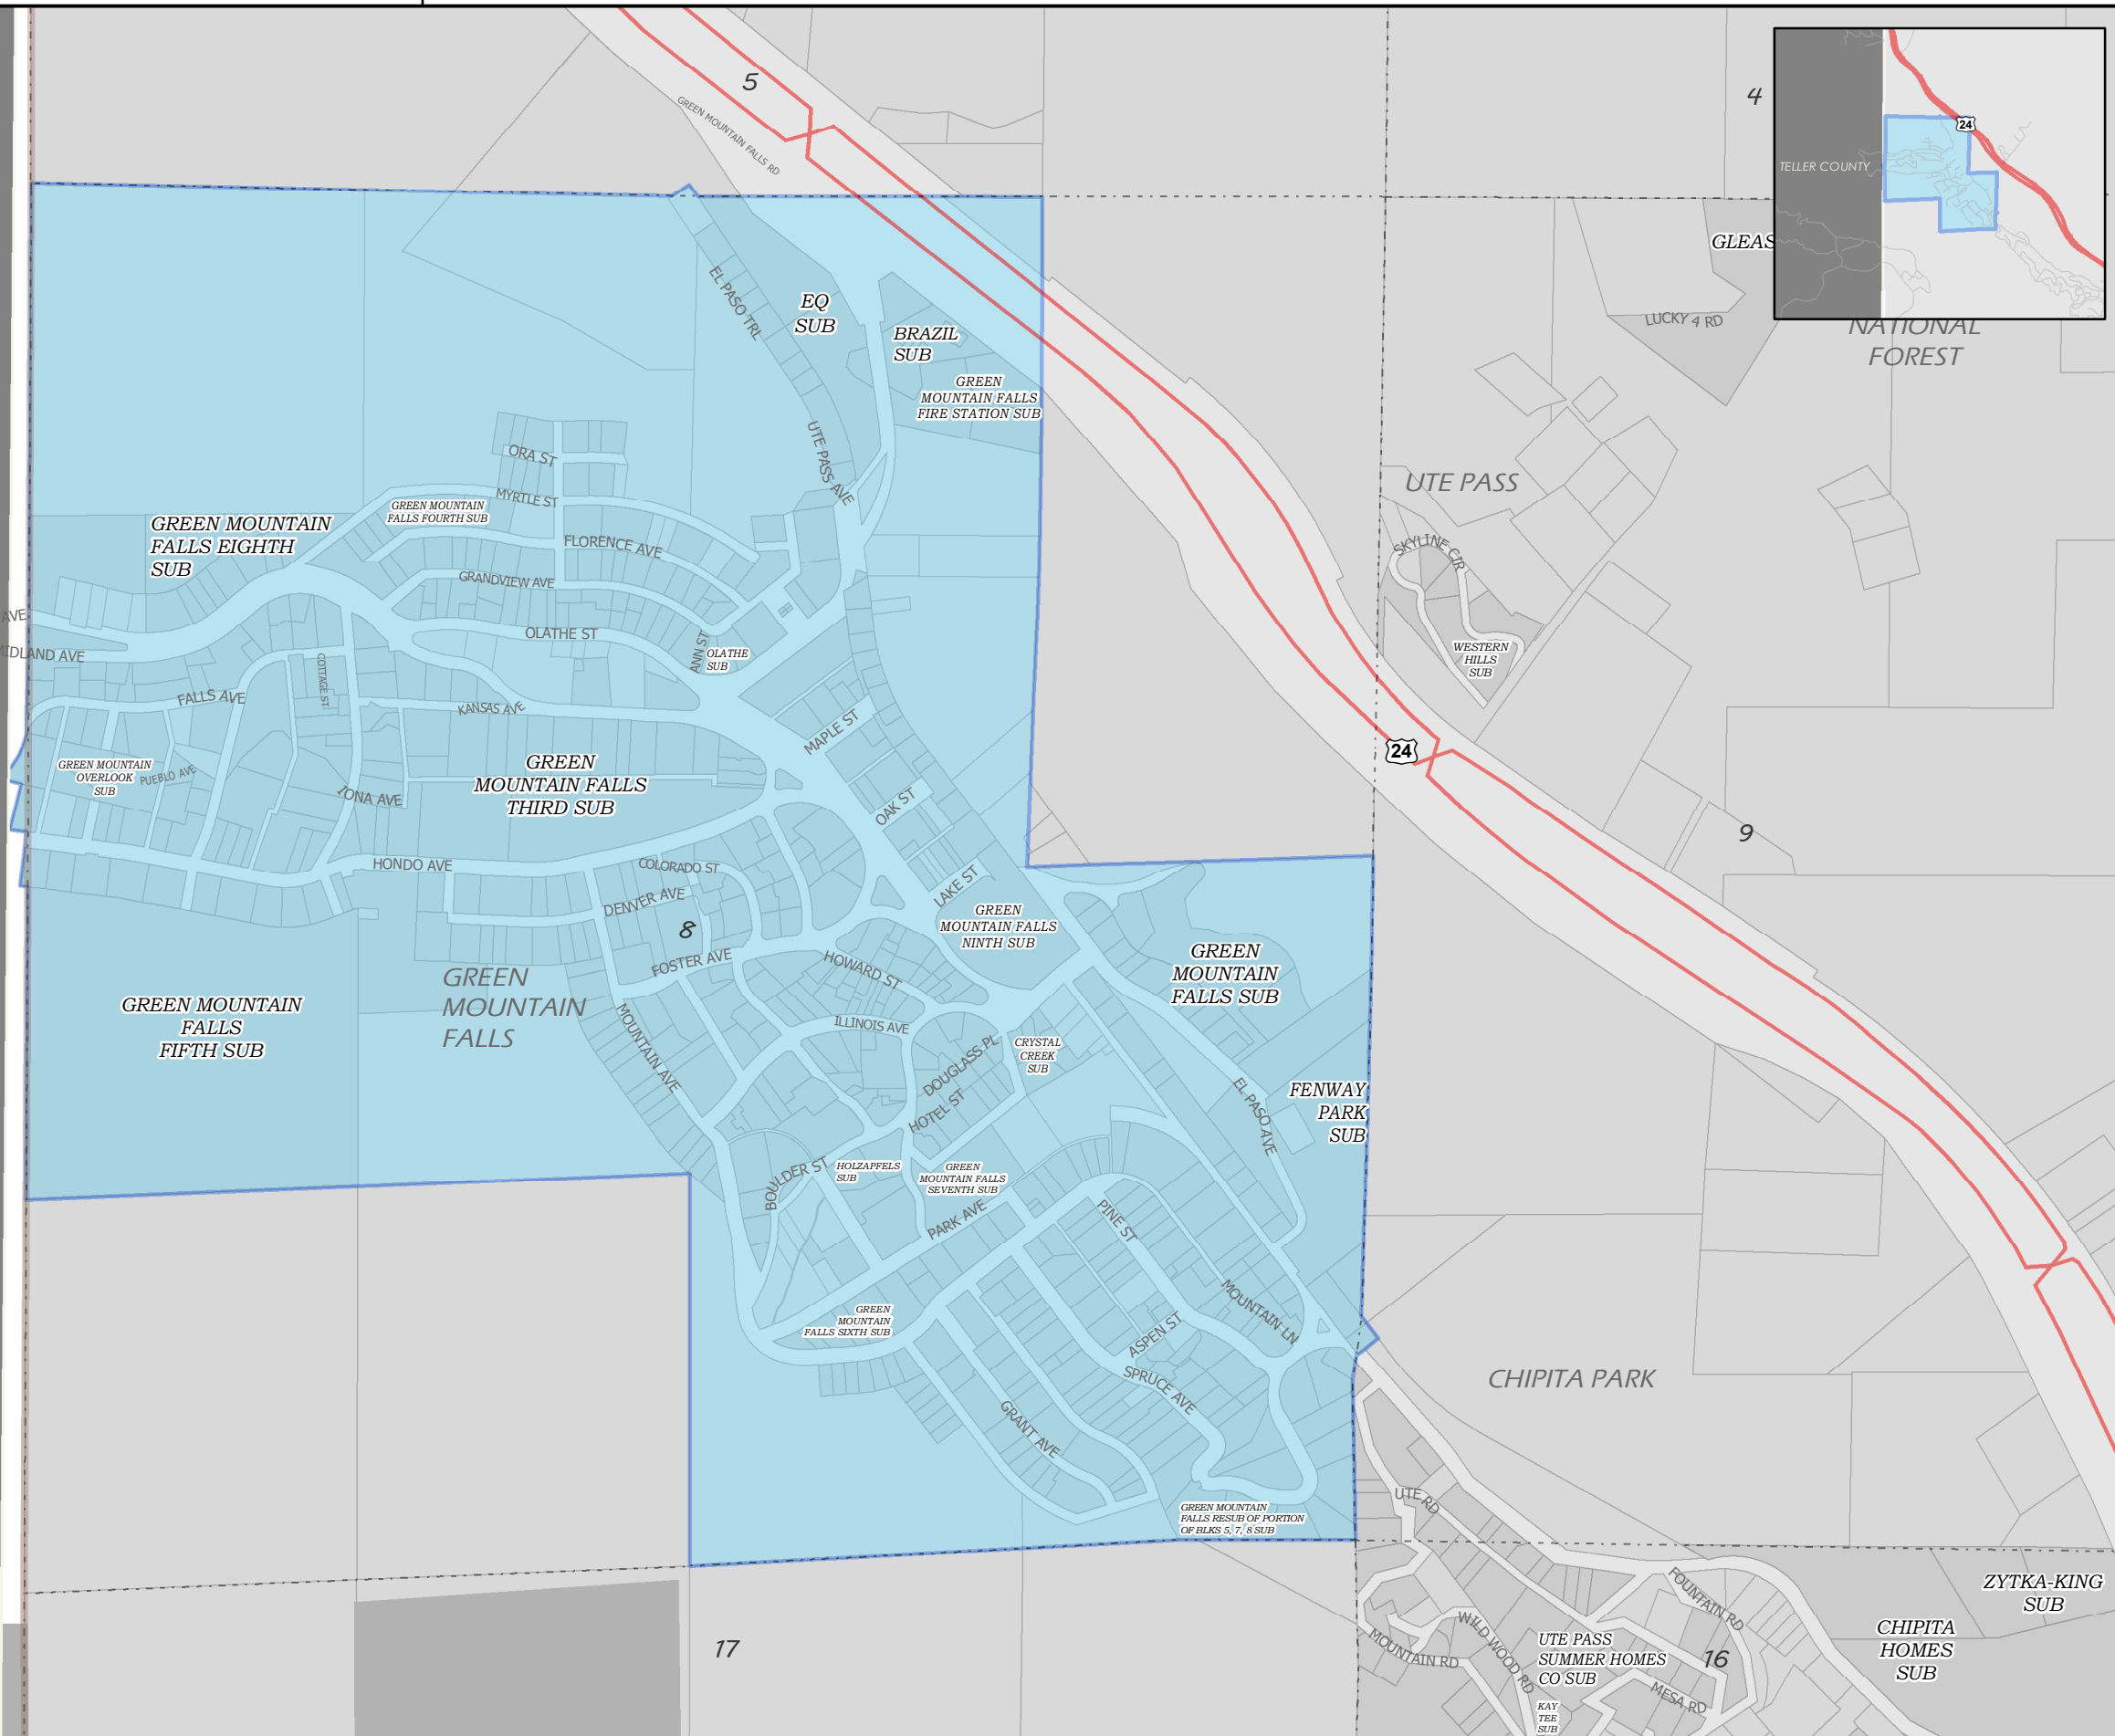 5
4
GREEN MOUNTAIN FALLS RD
24
TELLER COUNTY
GLEAS
LUCKY 4 RD
NATIONAL
FOREST
EL PASO TRL
EQ
SUB
BRAZIL
SUB
GREEN
MOUNTAIN FALLS
FIRE STATION SUB
UTE PASS AVE
ORA ST
MYRTLE ST
GREEN MOUNTAIN
FALLS FOURTH SUB
GREEN MOUNTAIN
FALLS EIGHTH
SUB
FLORENCE AVE
GRANDVIEW AVE
OLATHE ST
ANN ST
OLATHE
SUB
UTE PASS
SKYLINE CIR
WESTERN
HILLS
SUB
AVE
MIDLAND AVE
COTTAGE ST
FALLS AVE
KANSAS AVE
MAPLE ST
GREEN MOUNTAIN
OVERLOOK
SUB
PUEBLO AVE
IONA AVE
GREEN
MOUNTAIN FALLS
THIRD SUB
OAK ST
24
9
HONDO AVE
COLORADO ST
DENVER AVE
LAKE ST
8
GREEN
MOUNTAIN FALLS
NINTH SUB
FOSTER AVE
HOWARD ST
GREEN
MOUNTAIN
FALLS SUB
GREEN
MOUNTAIN
FALLS
GREEN MOUNTAIN
FALLS
FIFTH SUB
MOUNTAIN AVE
ILLINOIS AVE
DOUGLASS PL
CRYSTAL
CREEK
SUB
HOTEL ST
EL PASO AVE
FENWAY
PARK
SUB
BOULDER ST
HOLZAPFELS
SUB
GREEN
MOUNTAIN FALLS
SEVENTH SUB
PARK AVE
PINE ST
GREEN
MOUNTAIN
FALLS SIXTH SUB
MOUNTAIN LN
ASPEN ST
SPRUCE AVE
GRANT AVE
CHIPITA PARK
GREEN MOUNTAIN
FALLS RESUB OF PORTION
OF BLKS 5, 7, 8 SUB
UTE RD
FOUNTAIN RD
ZYTKA-KING
SUB
WILD WOOD RD
MOUNTAIN RD
UTE PASS
SUMMER HOMES
CO SUB
16
CHIPITA
HOMES
SUB
17
MESA RD
KAY
TEE
SUB